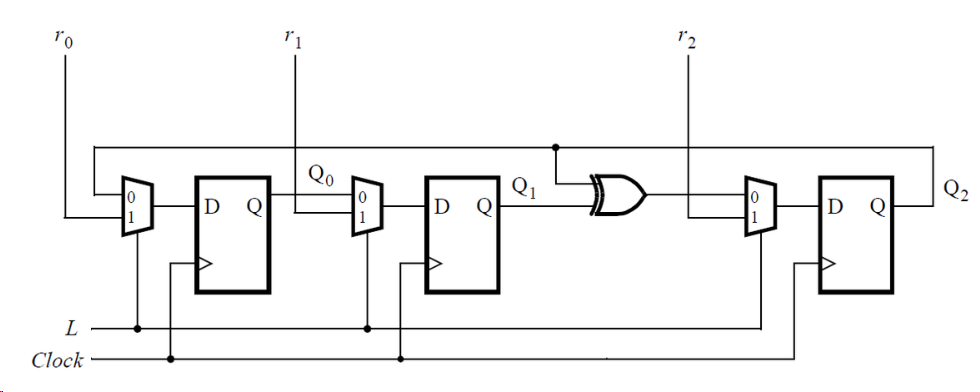 r0 r1 r2
Q0 Q1 Q2
0 0 0
D Q D Q D Q
1 1 1
L
Clock